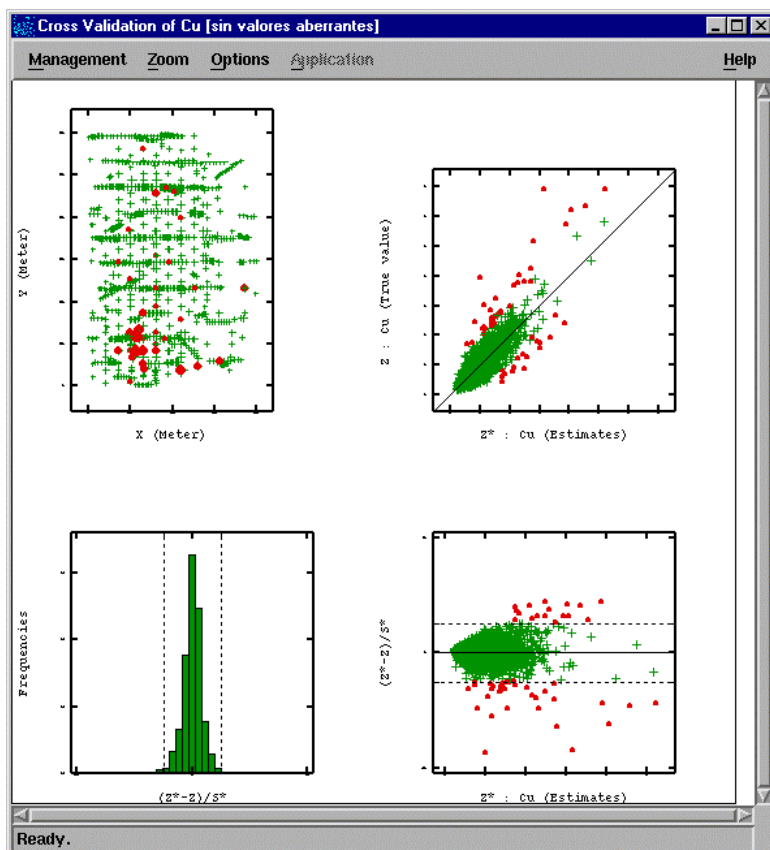 Cross Validation of Cu [sin valores aberrantes]
Management Zoom Options Application Help
Y (Meter)
X (Meter)
Z : Cu (True value)
Z* : Cu (Estimates)
Frequencies
(Z*-Z)/S*
(Z*-Z)/S*
Z* : Cu (Estimates)
Ready.